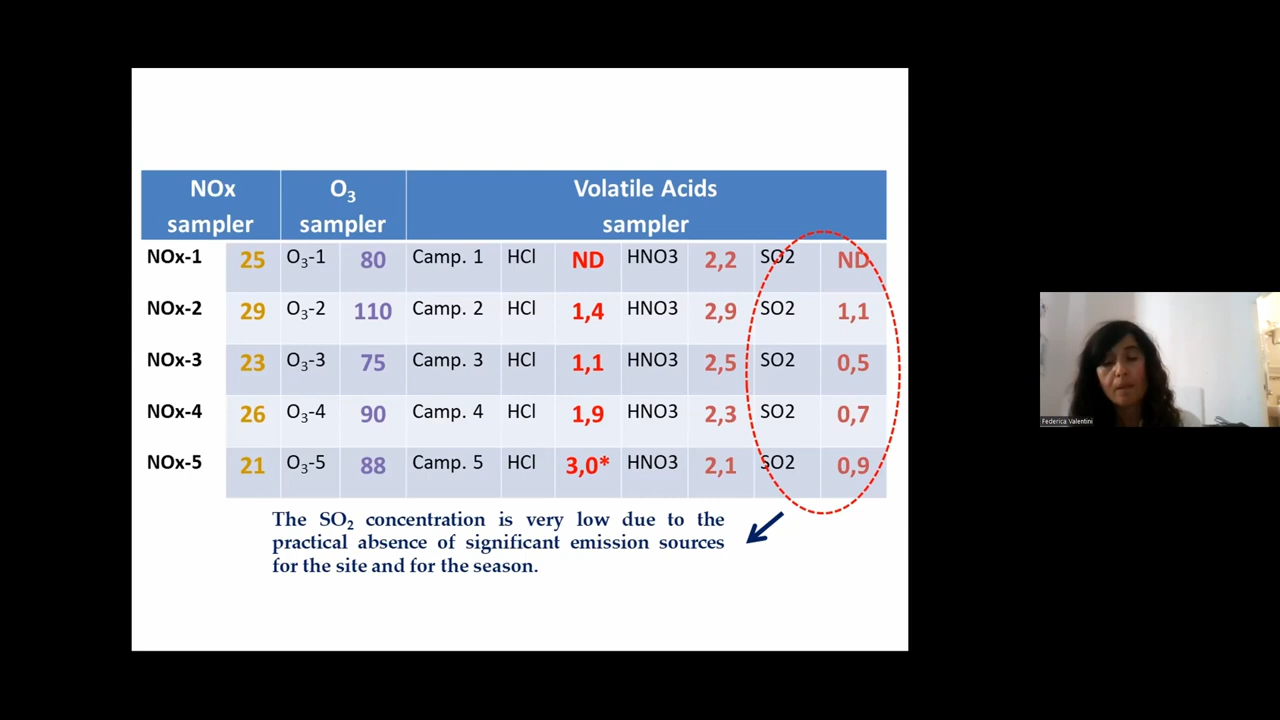 NOx sampler O₃ sampler Volatile Acids sampler
NOx-1 25 O₃-1 80 Camp. 1 HCl ND HNO3 2,2 SO2 ND
NOx-2 29 O₃-2 110 Camp. 2 HCl 1,4 HNO3 2,9 SO2 1,1
NOx-3 23 O₃-3 75 Camp. 3 HCl 1,1 HNO3 2,5 SO2 0,5
NOx-4 26 O₃-4 90 Camp. 4 HCl 1,9 HNO3 2,3 SO2 0,7
NOx-5 21 O₃-5 88 Camp. 5 HCl 3,0* HNO3 2,1 SO2 0,9
The SO₂ concentration is very low due to the
practical absence of significant emission sources
for the site and for the season.
Federica Valentini